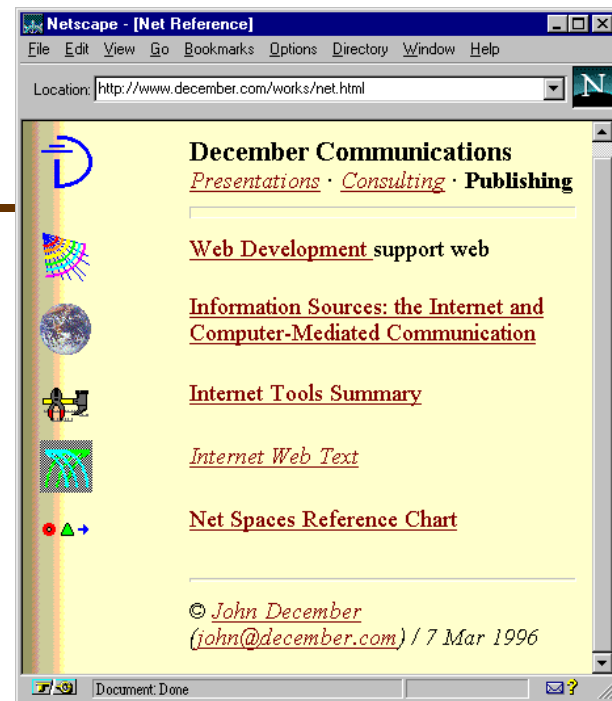 Netscape - [Net Reference]
File Edit View Go Bookmarks Options Directory Window Help
Location: http://www.december.com/works/net.html
N
December Communications
Presentations · Consulting · Publishing
Web Development support web
Information Sources: the Internet and
Computer-Mediated Communication
Internet Tools Summary
Internet Web Text
Net Spaces Reference Chart
© John December
(john@december.com) / 7 Mar 1996
Document: Done
?